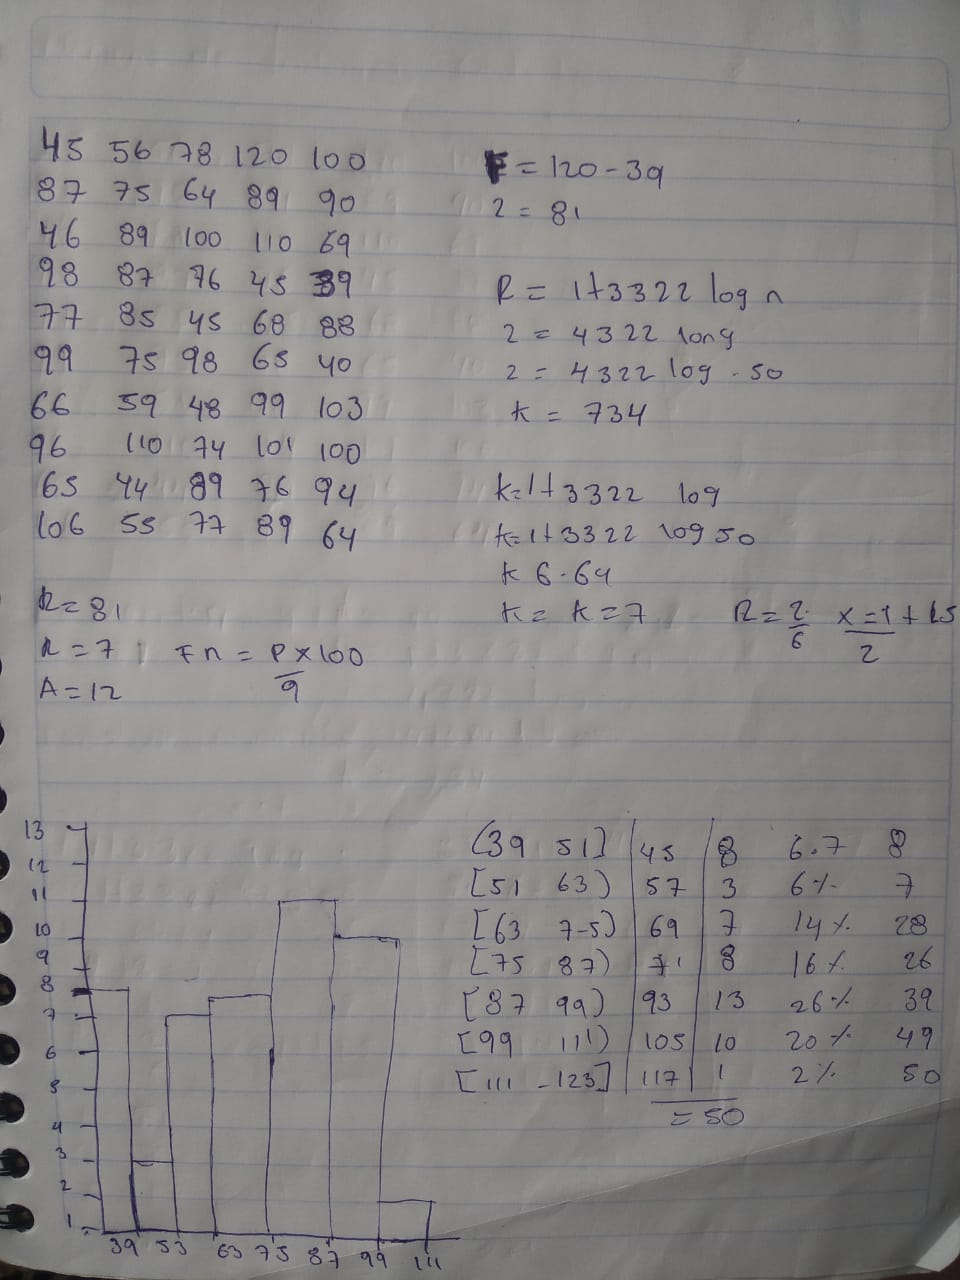 45 56 78 120 100
87 75 64 89 90
46 89 100 110 69
98 87 76 45 39
77 85 45 68 88
99 75 98 65 40
66 59 48 99 103
96 110 74 101 100
65 44 89 76 94
106 55 77 89 64
= 120-39
2 = 81
R = 1+3322 log n
2 = 4322 long
2 = 4322 log . 50
k = 734
k=1+3322 log
k=1+3322 log 50
k 6.64
k= k=7
R=2/6 x=1+LS/2
R=81
R=7 Fn = P×100/9
A=12
(39 51] 45 8 6.7 8
[51 63) 57 3 6% 7
[63 7-5) 69 7 14% 28
[75 87) 71 8 16% 26
[87 99) 93 13 26% 39
[99 111) 105 10 20% 49
[111 -123] 117 1 2% 50
= 50
13
12
11
10
9
8
7
6
5
4
3
2
1
39 53 63 75 87 99 111